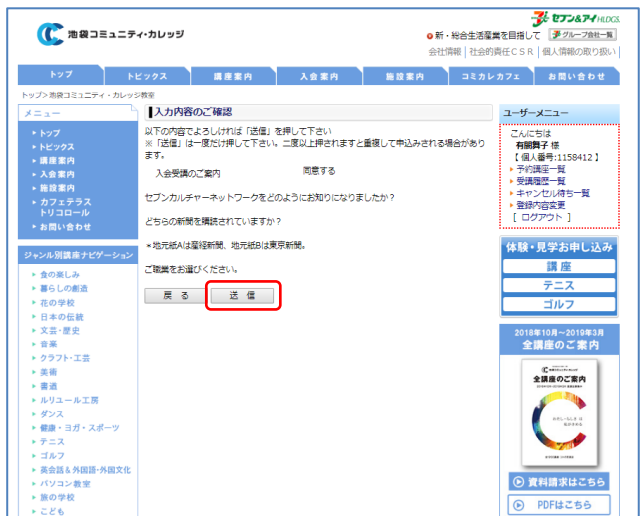 セブン&アイHLDGS.
池袋コミュニティ・カレッジ
新・総合生活産業を目指して
グループ会社一覧
会社情報 | 社会的責任CSR | 個人情報の取り扱い
トップ トピックス 講座案内 入会案内 施設案内 コミカレカフェ お問い合わせ
トップ>池袋コミュニティ・カレッジ教室
メニュー
トップ
トピックス
講座案内
入会案内
施設案内
カフェテラス
トリコロール
お問い合わせ
ジャンル別講座ナビゲーション
食の楽しみ
暮らしの創造
花の学校
日本の伝統
文芸・歴史
音楽
クラフト・工芸
美術
書道
ルリユール工房
ダンス
健康・ヨガ・スポーツ
テニス
ゴルフ
英会話&外国語・外国文化
パソコン教室
旅の学校
こども
入力内容のご確認
以下の内容でよろしければ「送信」を押して下さい
※「送信」は一度だけ押して下さい。二度以上押されますと重複して申込みされる場合があり
ます。
入会受講のご案内 同意する
セブンカルチャーネットワークをどのようにお知りになりましたか?
どちらの新聞を購読されていますか?
*地元紙Aは産経新聞、地元紙Bは東京新聞。
ご職業をお選びください。
戻る 送信
ユーザーメニュー
こんにちは
有間舞子 様
【 個人番号:1158412 】
予約講座一覧
受講履歴一覧
キャンセル待ち一覧
登録内容変更
[ ログアウト ]
体験・見学お申し込み
講座
テニス
ゴルフ
2018年10月~2019年3月
全講座のご案内
全講座のご案内
資料請求はこちら
PDFはこちら